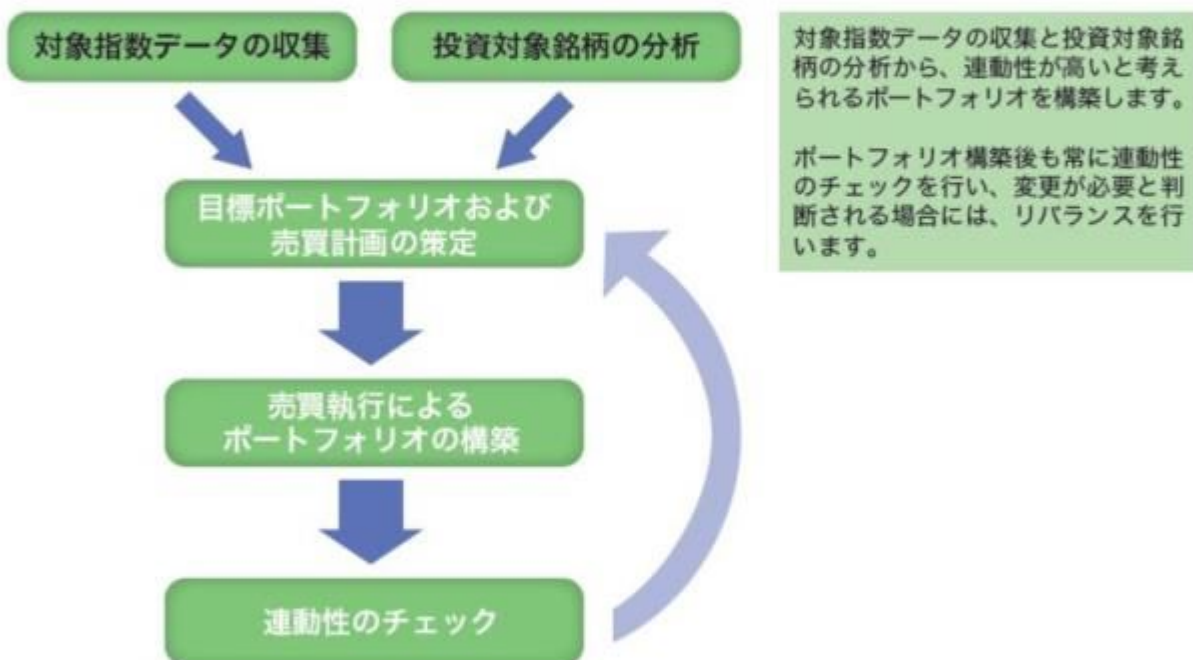 対象指数データの収集
投資対象銘柄の分析
対象指数データの収集と投資対象銘
柄の分析から、連動性が高いと考え
られるポートフォリオを構築します。
ポートフォリオ構築後も常に連動性
のチェックを行い、変更が必要と判
断される場合には、リバランスを行
います。
目標ポートフォリオおよび
売買計画の策定
売買執行による
ポートフォリオの構築
連動性のチェック